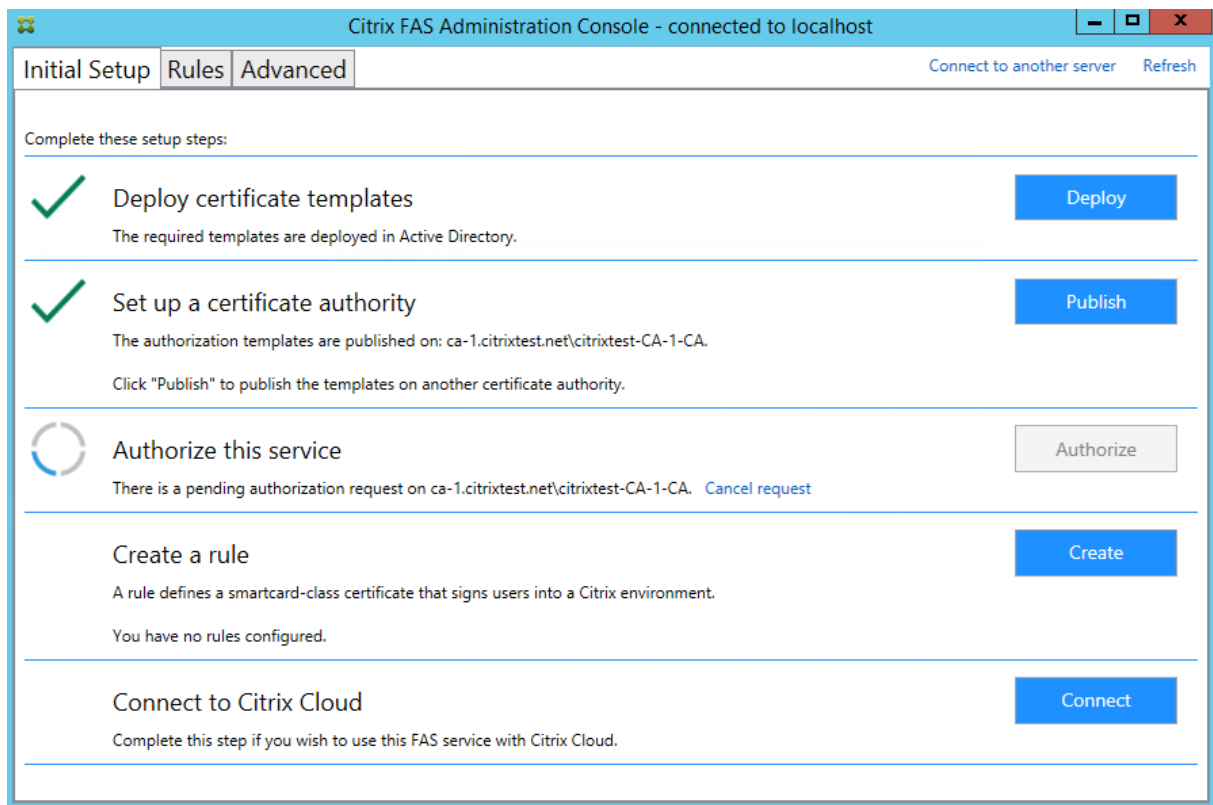 Citrix FAS Administration Console - connected to localhost
Initial Setup Rules Advanced Connect to another server Refresh
Complete these setup steps:
Deploy certificate templates Deploy
The required templates are deployed in Active Directory.
Set up a certificate authority Publish
The authorization templates are published on: ca-1.citrixtest.net\citrixtest-CA-1-CA.
Click "Publish" to publish the templates on another certificate authority.
Authorize this service Authorize
There is a pending authorization request on ca-1.citrixtest.net\citrixtest-CA-1-CA. Cancel request
Create a rule Create
A rule defines a smartcard-class certificate that signs users into a Citrix environment.
You have no rules configured.
Connect to Citrix Cloud Connect
Complete this step if you wish to use this FAS service with Citrix Cloud.